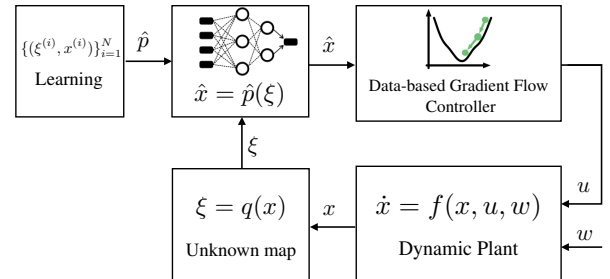 {(ξ^{(i)}, x^{(i)})}_{i=1}^{N}
Learning
p̂
x̂ = p̂(ξ)
x̂
Data-based Gradient Flow
Controller
ξ
u
ξ = q(x)
Unknown map
x
ẋ = f(x, u, w)
Dynamic Plant
w